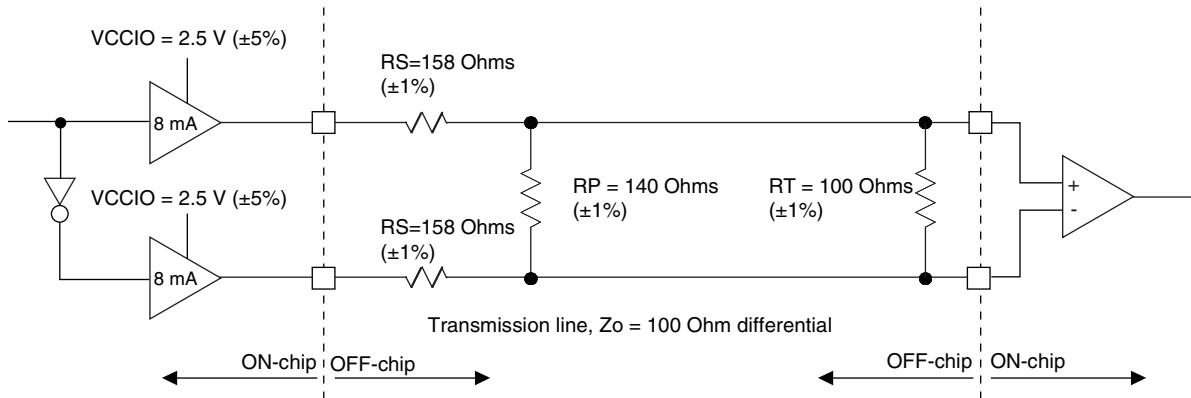 VCCIO = 2.5 V (±5%)
8 mA
RS=158 Ohms
(±1%)
VCCIO = 2.5 V (±5%)
8 mA
RS=158 Ohms
(±1%)
RP = 140 Ohms
(±1%)
RT = 100 Ohms
(±1%)
+
-
Transmission line, Zo = 100 Ohm differential
ON-chip OFF-chip
OFF-chip ON-chip